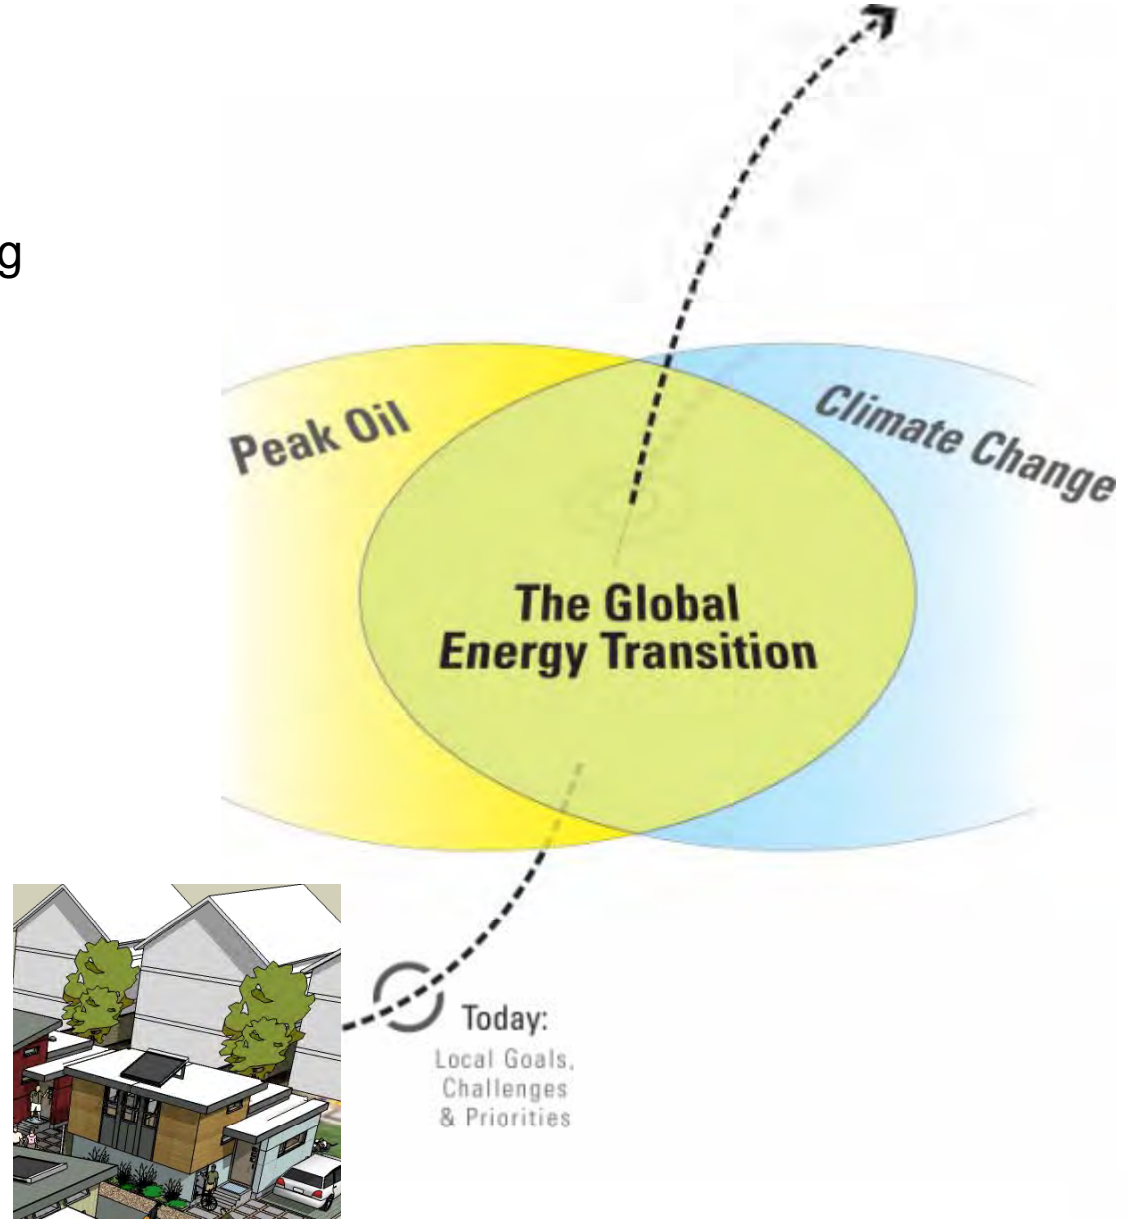 g
Peak Oil
Climate Change
The Global
Energy Transition
Today:
Local Goals,
Challenges
& Priorities